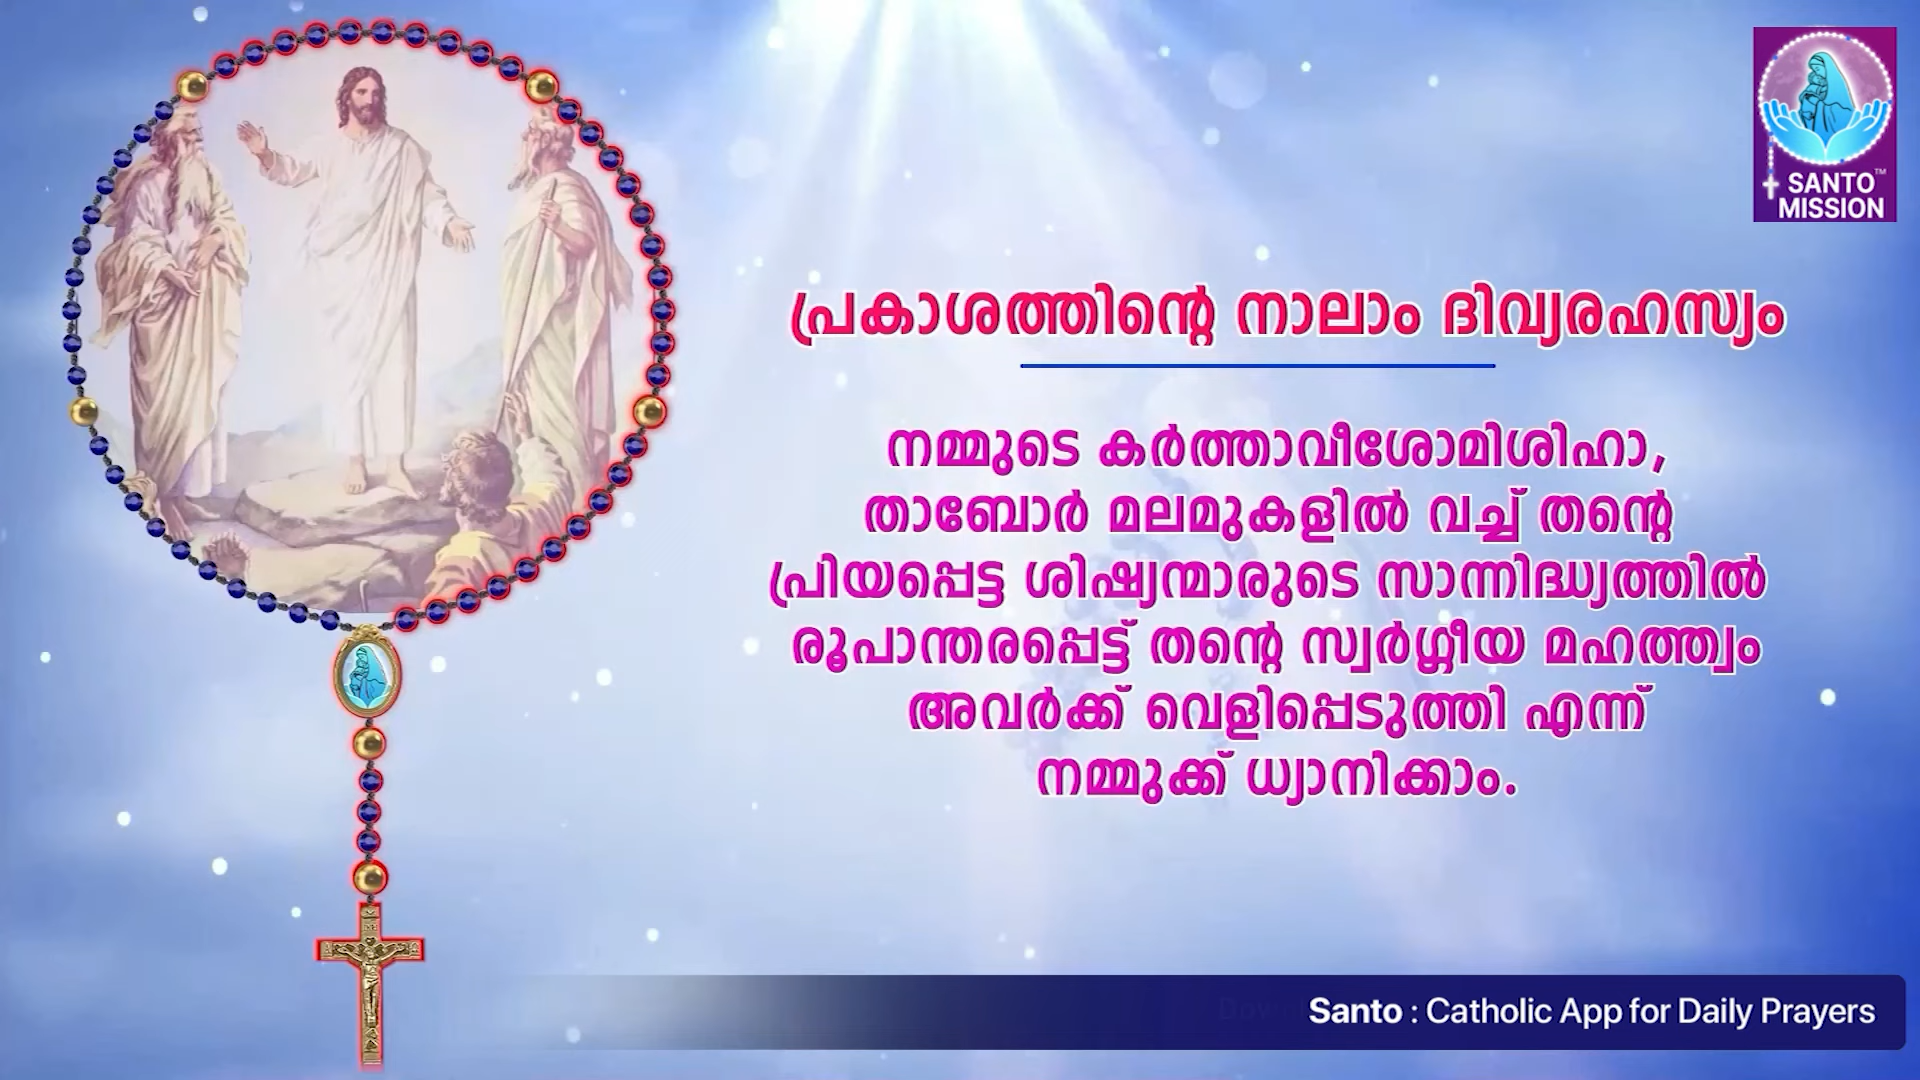 SANTO™
MISSION
പ്രകാശത്തിന്റെ നാലാം ദിവ്യരഹസ്യം
നമ്മുടെ കർത്താവീശോമിശിഹാ,
താബോർ മലമുകളിൽ വച്ച് തന്റെ
പ്രിയപ്പെട്ട ശിഷ്യന്മാരുടെ സാന്നിദ്ധ്യത്തിൽ
രൂപാന്തരപ്പെട്ട് തന്റെ സ്വർഗ്ഗീയ മഹത്ത്വം
അവർക്ക് വെളിപ്പെടുത്തി എന്ന്
നമ്മുക്ക് ധ്യാനിക്കാം.
Santo : Catholic App for Daily Prayers